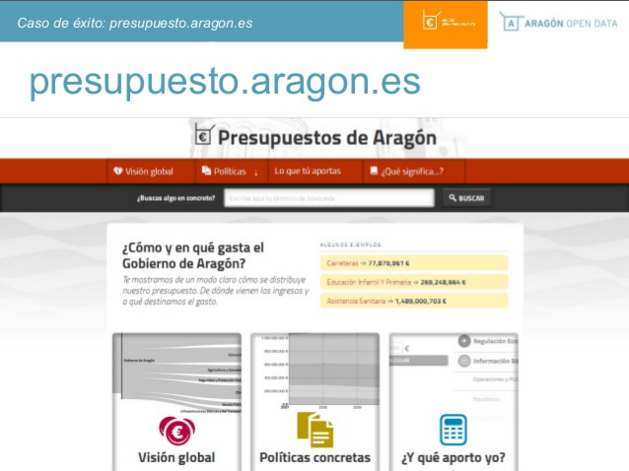 Caso de éxito: presupuesto.aragon.es
ARAGÓN OPEN DATA
presupuesto.aragon.es
Presupuestos de Aragón
Visión global
Políticas ↓
Lo que tú aportas
¿Qué significa...?
¿Buscas algo en concreto?
Escribe aquí tu término de búsqueda
BUSCAR
¿Cómo y en qué gasta el
Gobierno de Aragón?
Te mostramos de un modo claro cómo se distribuye
nuestro presupuesto. De dónde vienen los ingresos y
a qué destinamos el gasto.
ALGUNOS EJEMPLOS
Carreteras → 77,879,961 €
Educación Infantil Y Primaria → 269,248,664 €
Asistencia Sanitaria → 1,489,000,703 €
Gobierno de Aragón
2007
2008
2009
€
Regulación Eco
Información Bá
Operaciones y Pu
Visión global
Políticas concretas
¿Y qué aporto yo?